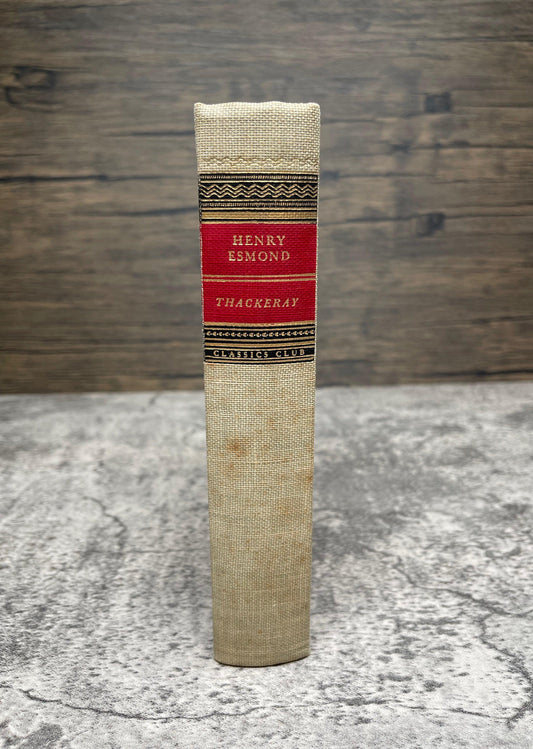 HENRY
ESMOND
THACKERAY
CLASSICS CLUB